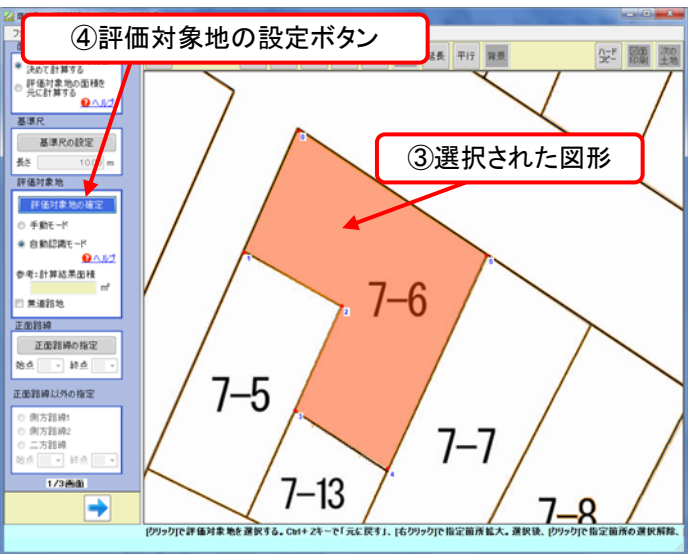 ④評価対象地の設定ボタン
延長
平行
背景
ハードコピー
図面印刷
次の土地
決めて計算する
評価対象地の面積を
元に計算する
ヘルプ
基準尺
基準尺の設定
長さ
m
評価対象地
評価対象地の確定
手動モード
自動認識モード
ヘルプ
参考:計算結果面積
㎡
無道路地
正面路線
正面路線の指定
始点
終点
正面路線以外の指定
側方路線1
側方路線2
二方路線
始点
終点
1/3画面
③選択された図形
6
1
5
2
7-6
7-5
3
4
7-7
7-13
7-8
[クリック]で評価対象地を選択する。Ctrl+Zキーで「元に戻す」、[右クリック]で指定箇所拡大。選択後、[クリック]で指定箇所の選択解除、